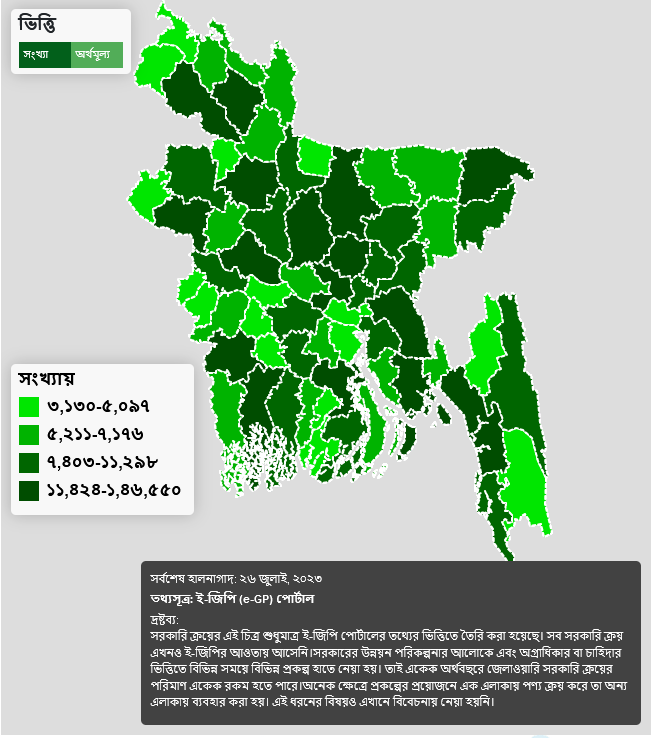 ভিত্তি
সংখ্যা
অর্থমূল্য
সংখ্যায়
৩,১৩০-৫,০৯৭
৫,২১১-৭,১৭৬
৭,৪০৩-১১,২৯৮
১১,৪২৪-১,৪৬,৫৫০
সর্বশেষ হালনাগাদ: ২৬ জুলাই, ২০২৩
তথ্যসূত্র: ই-জিপি (e-GP) পোর্টাল
দ্রষ্টব্য:
সরকারি ক্রয়ের এই চিত্র শুধুমাত্র ই-জিপি পোর্টালের তথ্যের ভিত্তিতে তৈরি করা হয়েছে। সব সরকারি ক্রয়
এখনও ই-জিপির আওতায় আসেনি।সরকারের উন্নয়ন পরিকল্পনার আলোকে এবং অগ্রাধিকার বা চাহিদার
ভিত্তিতে বিভিন্ন সময়ে বিভিন্ন প্রকল্প হাতে নেয়া হয়। তাই একেক অর্থবছরে জেলাওয়ারি সরকারি ক্রয়ের
পরিমাণ একেক রকম হতে পারে।অনেক ক্ষেত্রে প্রকল্পের প্রয়োজনে এক এলাকায় পণ্য ক্রয় করে তা অন্য
এলাকায় ব্যবহার করা হয়। এই ধরনের বিষয়ও এখানে বিবেচনায় নেয়া হয়নি।